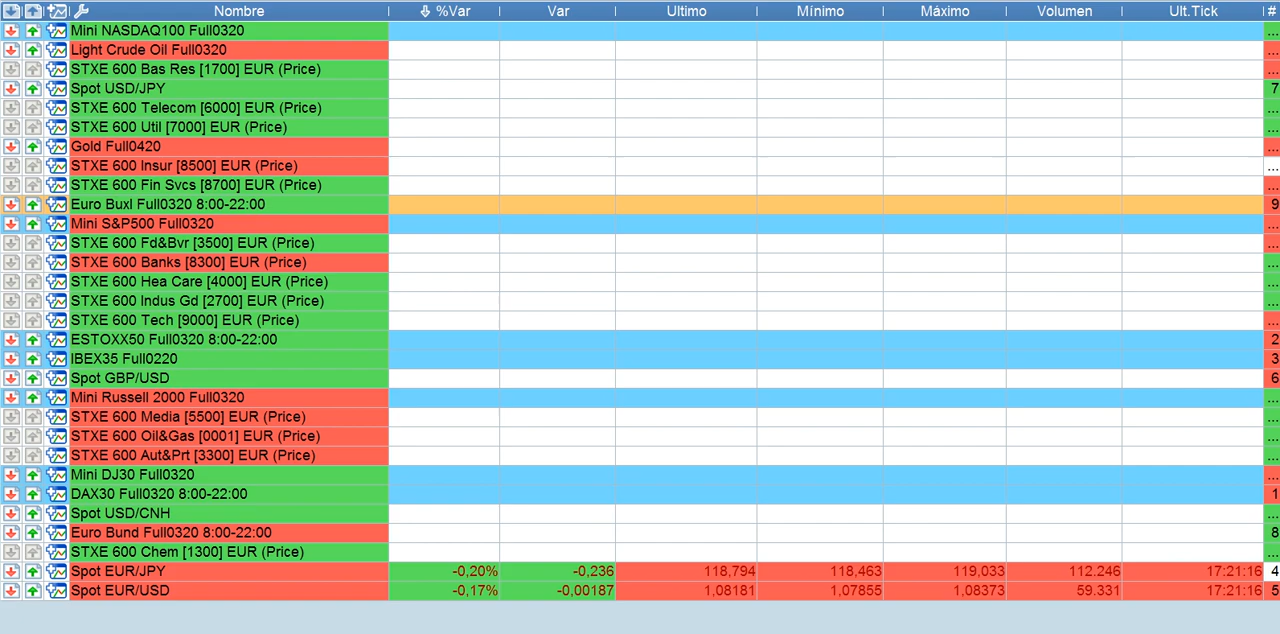 Nombre %Var Var Ultimo Mínimo Máximo Volumen Ult.Tick #
Mini NASDAQ100 Full0320 ...
Light Crude Oil Full0320 ...
STXE 600 Bas Res [1700] EUR (Price) ...
Spot USD/JPY 7
STXE 600 Telecom [6000] EUR (Price) ...
STXE 600 Util [7000] EUR (Price) ...
Gold Full0420 ...
STXE 600 Insur [8500] EUR (Price) ...
STXE 600 Fin Svcs [8700] EUR (Price) ...
Euro Buxl Full0320 8:00-22:00 9
Mini S&P500 Full0320 ...
STXE 600 Fd&Bvr [3500] EUR (Price) ...
STXE 600 Banks [8300] EUR (Price) ...
STXE 600 Hea Care [4000] EUR (Price) ...
STXE 600 Indus Gd [2700] EUR (Price) ...
STXE 600 Tech [9000] EUR (Price) ...
ESTOXX50 Full0320 8:00-22:00 2
IBEX35 Full0220 3
Spot GBP/USD 6
Mini Russell 2000 Full0320 ...
STXE 600 Media [5500] EUR (Price) ...
STXE 600 Oil&Gas [0001] EUR (Price) ...
STXE 600 Aut&Prt [3300] EUR (Price) ...
Mini DJ30 Full0320 ...
DAX30 Full0320 8:00-22:00 1
Spot USD/CNH ...
Euro Bund Full0320 8:00-22:00 8
STXE 600 Chem [1300] EUR (Price) ...
Spot EUR/JPY -0,20% -0,236 118,794 118,463 119,033 112.246 17:21:16 4
Spot EUR/USD -0,17% -0,00187 1,08181 1,07855 1,08373 59.331 17:21:16 5